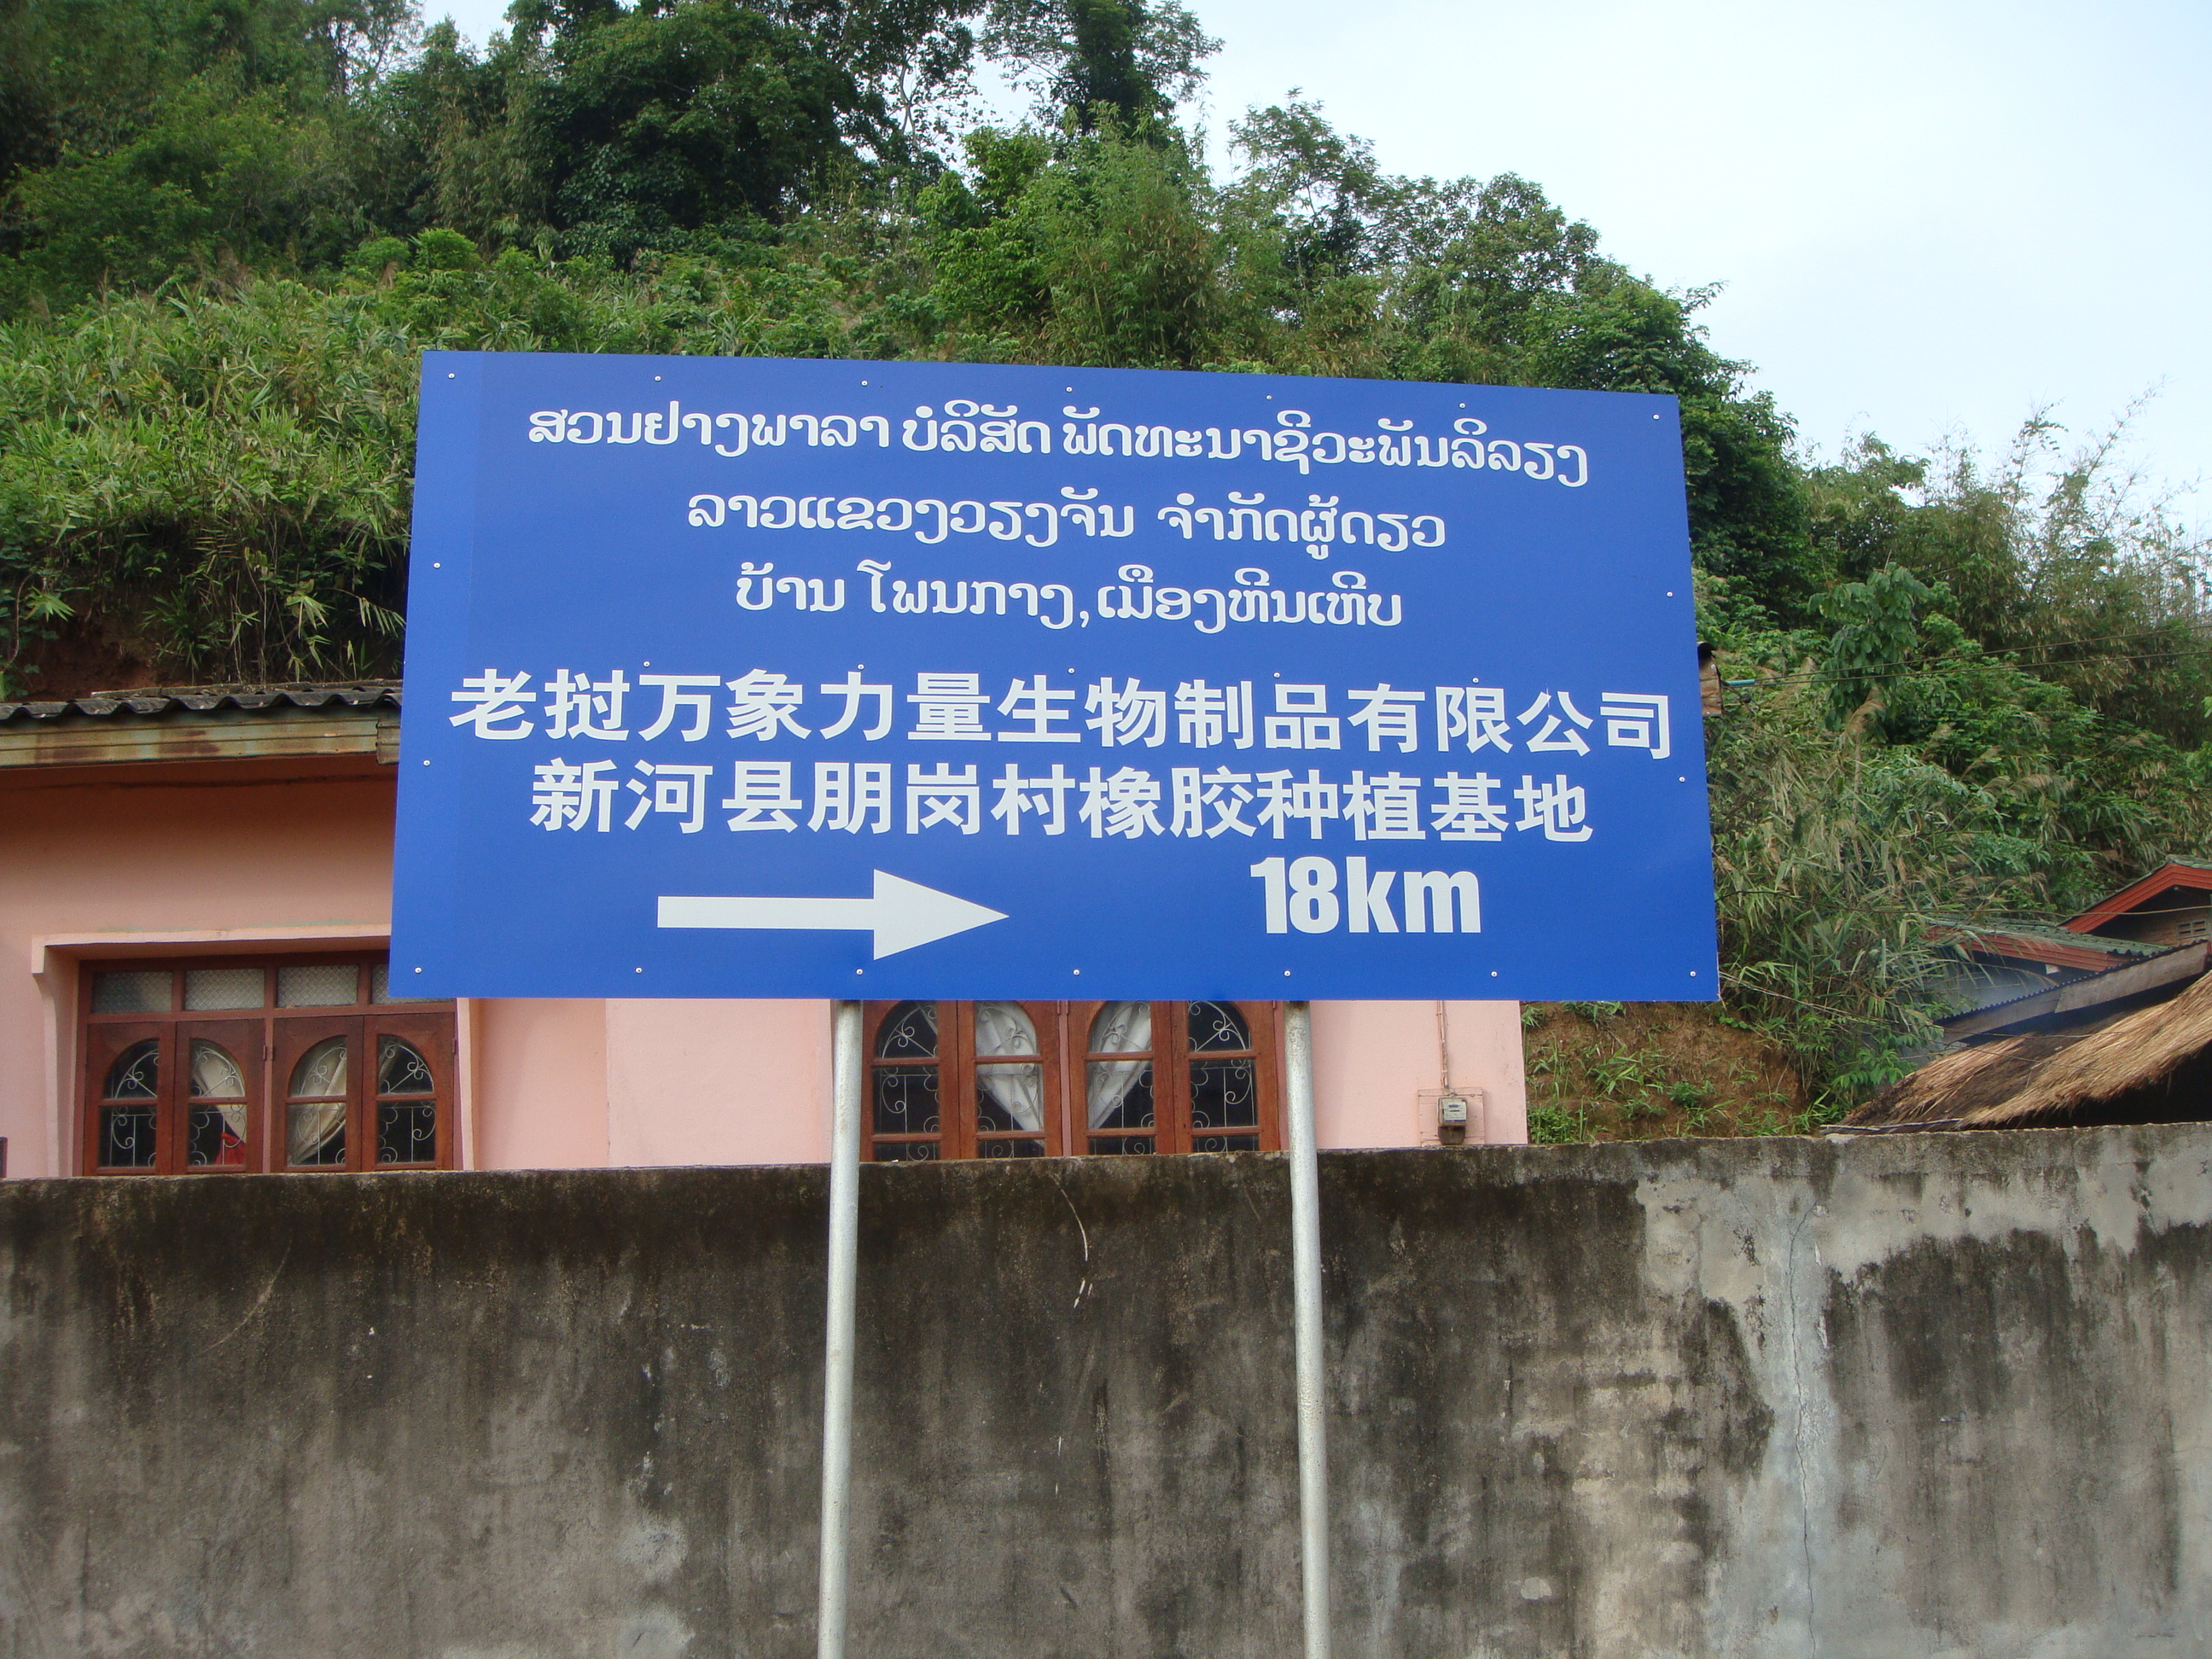 ສວນຢາງພາລາ ບໍລິສັດ ພັດທະນາຊີວະພັນລິລຽງ
ລາວແຂວງວຽງຈັນ ຈຳກັດຜູ້ດຽວ
ບ້ານ ໂພນກາງ,ເມືອງຫີນເຫີບ
老挝万象力量生物制品有限公司
新河县朋岗村橡胶种植基地
18km